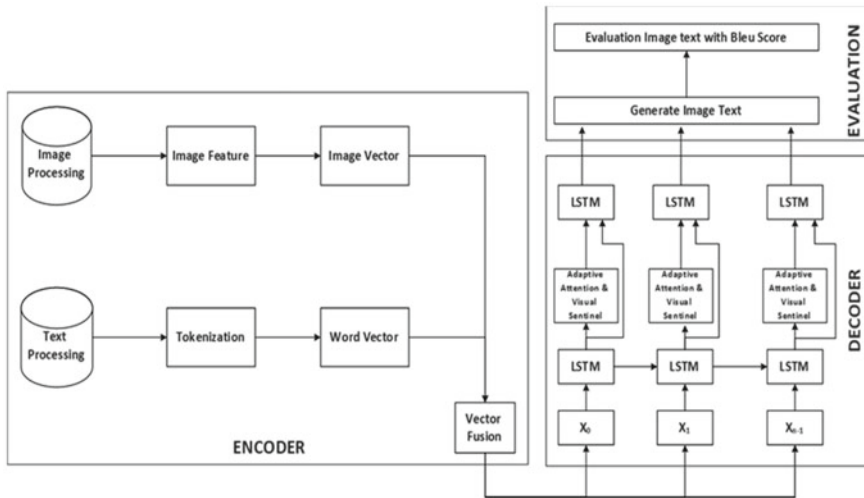 Evaluation Image text with Bleu Score
Generate Image Text
EVALUATION
Image
Processing
Image Feature
Image Vector
Text
Processing
Tokenization
Word Vector
Vector
Fusion
ENCODER
LSTM
LSTM
LSTM
Adaptive
Attention &
Visual
Sentinel
Adaptive
Attention &
Visual
Sentinel
Adaptive
Attention &
Visual
Sentinel
LSTM
LSTM
LSTM
X₀
X₁
Xₙ₋₁
DECODER